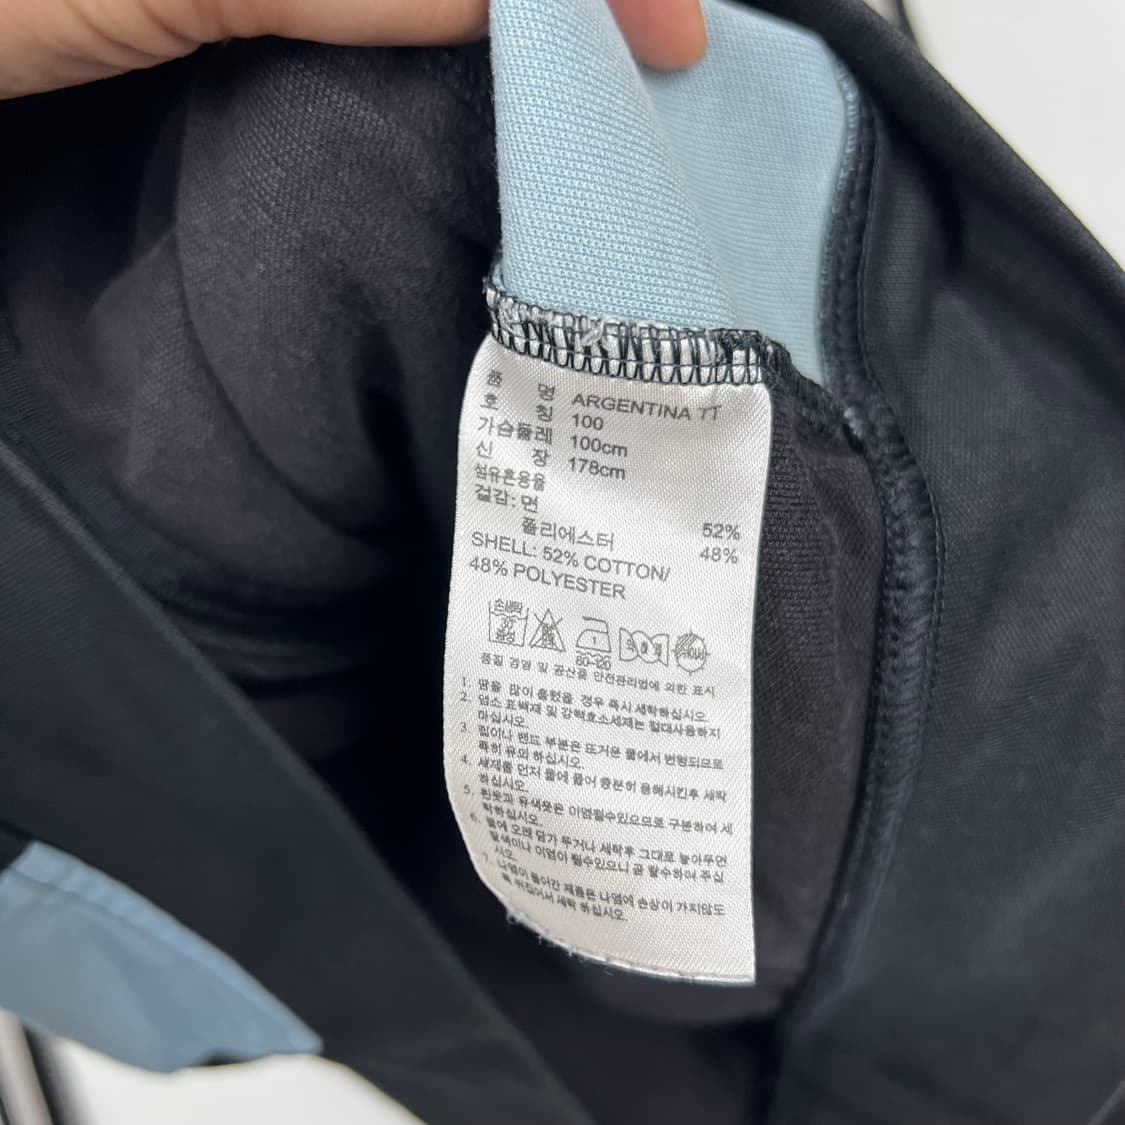 품 명 ARGENTINA TT
호 칭 100
가슴둘레 100cm
신 장 178cm
섬유혼용율
겉감: 면 52%
폴리에스터 48%
SHELL: 52% COTTON/
48% POLYESTER
80-120
품질 경영 및 공산품 안전관리법에 의한 표시
1. 땀을 많이 흘렸을 경우 즉시 세탁하십시오.
2. 염소 표백제 및 강력효소세제는 절대사용하지
마십시오.
3. 립이나 밴드 부분은 뜨거운 물에서 변형되므로
특히 유의 하십시오.
4. 세제를 먼저 물에 풀어 충분히 용해시킨후 세탁
하십시오.
5. 흰옷과 유색옷은 이염될수있으므로 구분하여 세
탁하십시오.
6. 물에 오래 담가 두거나 세탁후 그대로 놓아두면
탈색이나 이염이 될수있으니 곧 탈수하여 주십
시오.
7. 나염이 들어간 제품은 나염에 손상이 가지않도
록 뒤집어서 세탁 하십시오.